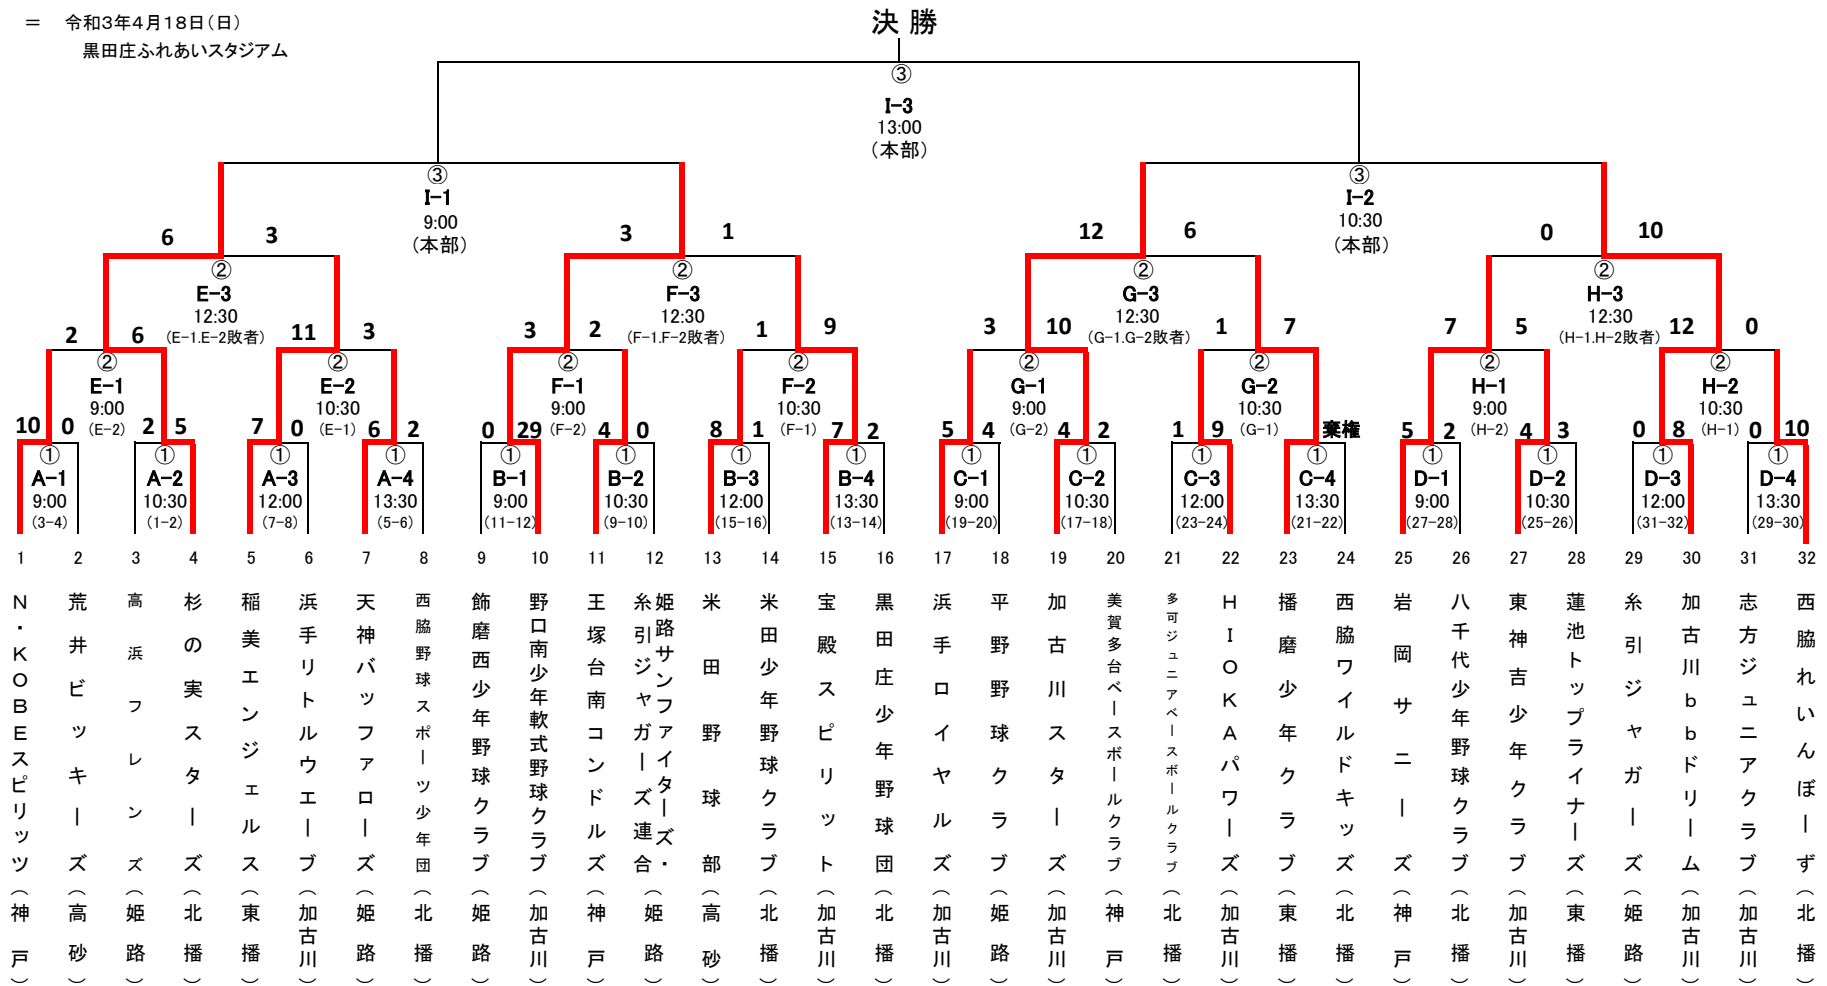 ＝　令和3年4月18日（日）
黒田庄ふれあいスタジアム
決 勝
③
I-3
13:00
（本部）
③
I-1
9:00
（本部）
③
I-2
10:30
（本部）
6 3 3 1 12 6 0 10
② ② ② ②
E-3 F-3 G-3 H-3
12:30 12:30 12:30 12:30
(E-1.E-2敗者) (F-1.F-2敗者) (G-1.G-2敗者) (H-1.H-2敗者)
2 6 11 3 3 2 1 9 3 10 1 7 7 5 12 0
② ② ② ② ② ② ② ②
E-1 E-2 F-1 F-2 G-1 G-2 H-1 H-2
9:00 10:30 9:00 10:30 9:00 10:30 9:00 10:30
(E-2) (E-1) (F-2) (F-1) (G-2) (G-1) (H-2) (H-1)
10 0 2 5 7 0 6 2 0 29 4 0 8 1 7 2 5 4 4 2 1 9 棄権 5 2 4 3 0 8 0 10
① ① ① ① ① ① ① ① ① ① ① ① ① ① ① ①
A-1 A-2 A-3 A-4 B-1 B-2 B-3 B-4 C-1 C-2 C-3 C-4 D-1 D-2 D-3 D-4
9:00 10:30 12:00 13:30 9:00 10:30 12:00 13:30 9:00 10:30 12:00 13:30 9:00 10:30 12:00 13:30
(3-4) (1-2) (7-8) (5-6) (11-12) (9-10) (15-16) (13-14) (19-20) (17-18) (23-24) (21-22) (27-28) (25-26) (31-32) (29-30)
1 2 3 4 5 6 7 8 9 10 11 12 13 14 15 16 17 18 19 20 21 22 23 24 25 26 27 28 29 30 31 32
Ｎ・ＫＯＢＥスピリッツ（神戸）
荒井ビッキーズ（高砂）
高浜フレンズ（姫路）
杉の実スターズ（北播）
稲美エンジェルス（東播）
浜手リトルウエーブ（加古川）
天神バッファローズ（姫路）
西脇野球スポーツ少年団（北播）
飾磨西少年野球クラブ（姫路）
野口南少年軟式野球クラブ（加古川）
王塚台南コンドルズ（神戸）
姫路サンファイターズ・
糸引ジャガーズ連合（姫路）
米田野球部（高砂）
米田少年野球クラブ（北播）
宝殿スピリット（加古川）
黒田庄少年野球団（北播）
浜手ロイヤルズ（加古川）
平野野球クラブ（姫路）
加古川スターズ（加古川）
美賀多台ベースボールクラブ（神戸）
多可ジュニアベースボールクラブ（北播）
ＨＩＯＫＡパワーズ（加古川）
播磨少年クラブ（東播）
西脇ワイルドキッズ（北播）
岩岡サニーズ（神戸）
八千代少年野球クラブ（北播）
東神吉少年クラブ（加古川）
蓮池トップライナーズ（東播）
糸引ジャガーズ（姫路）
加古川ｂｂドリーム（加古川）
志方ジュニアクラブ（加古川）
西脇れいんぼーず（北播）